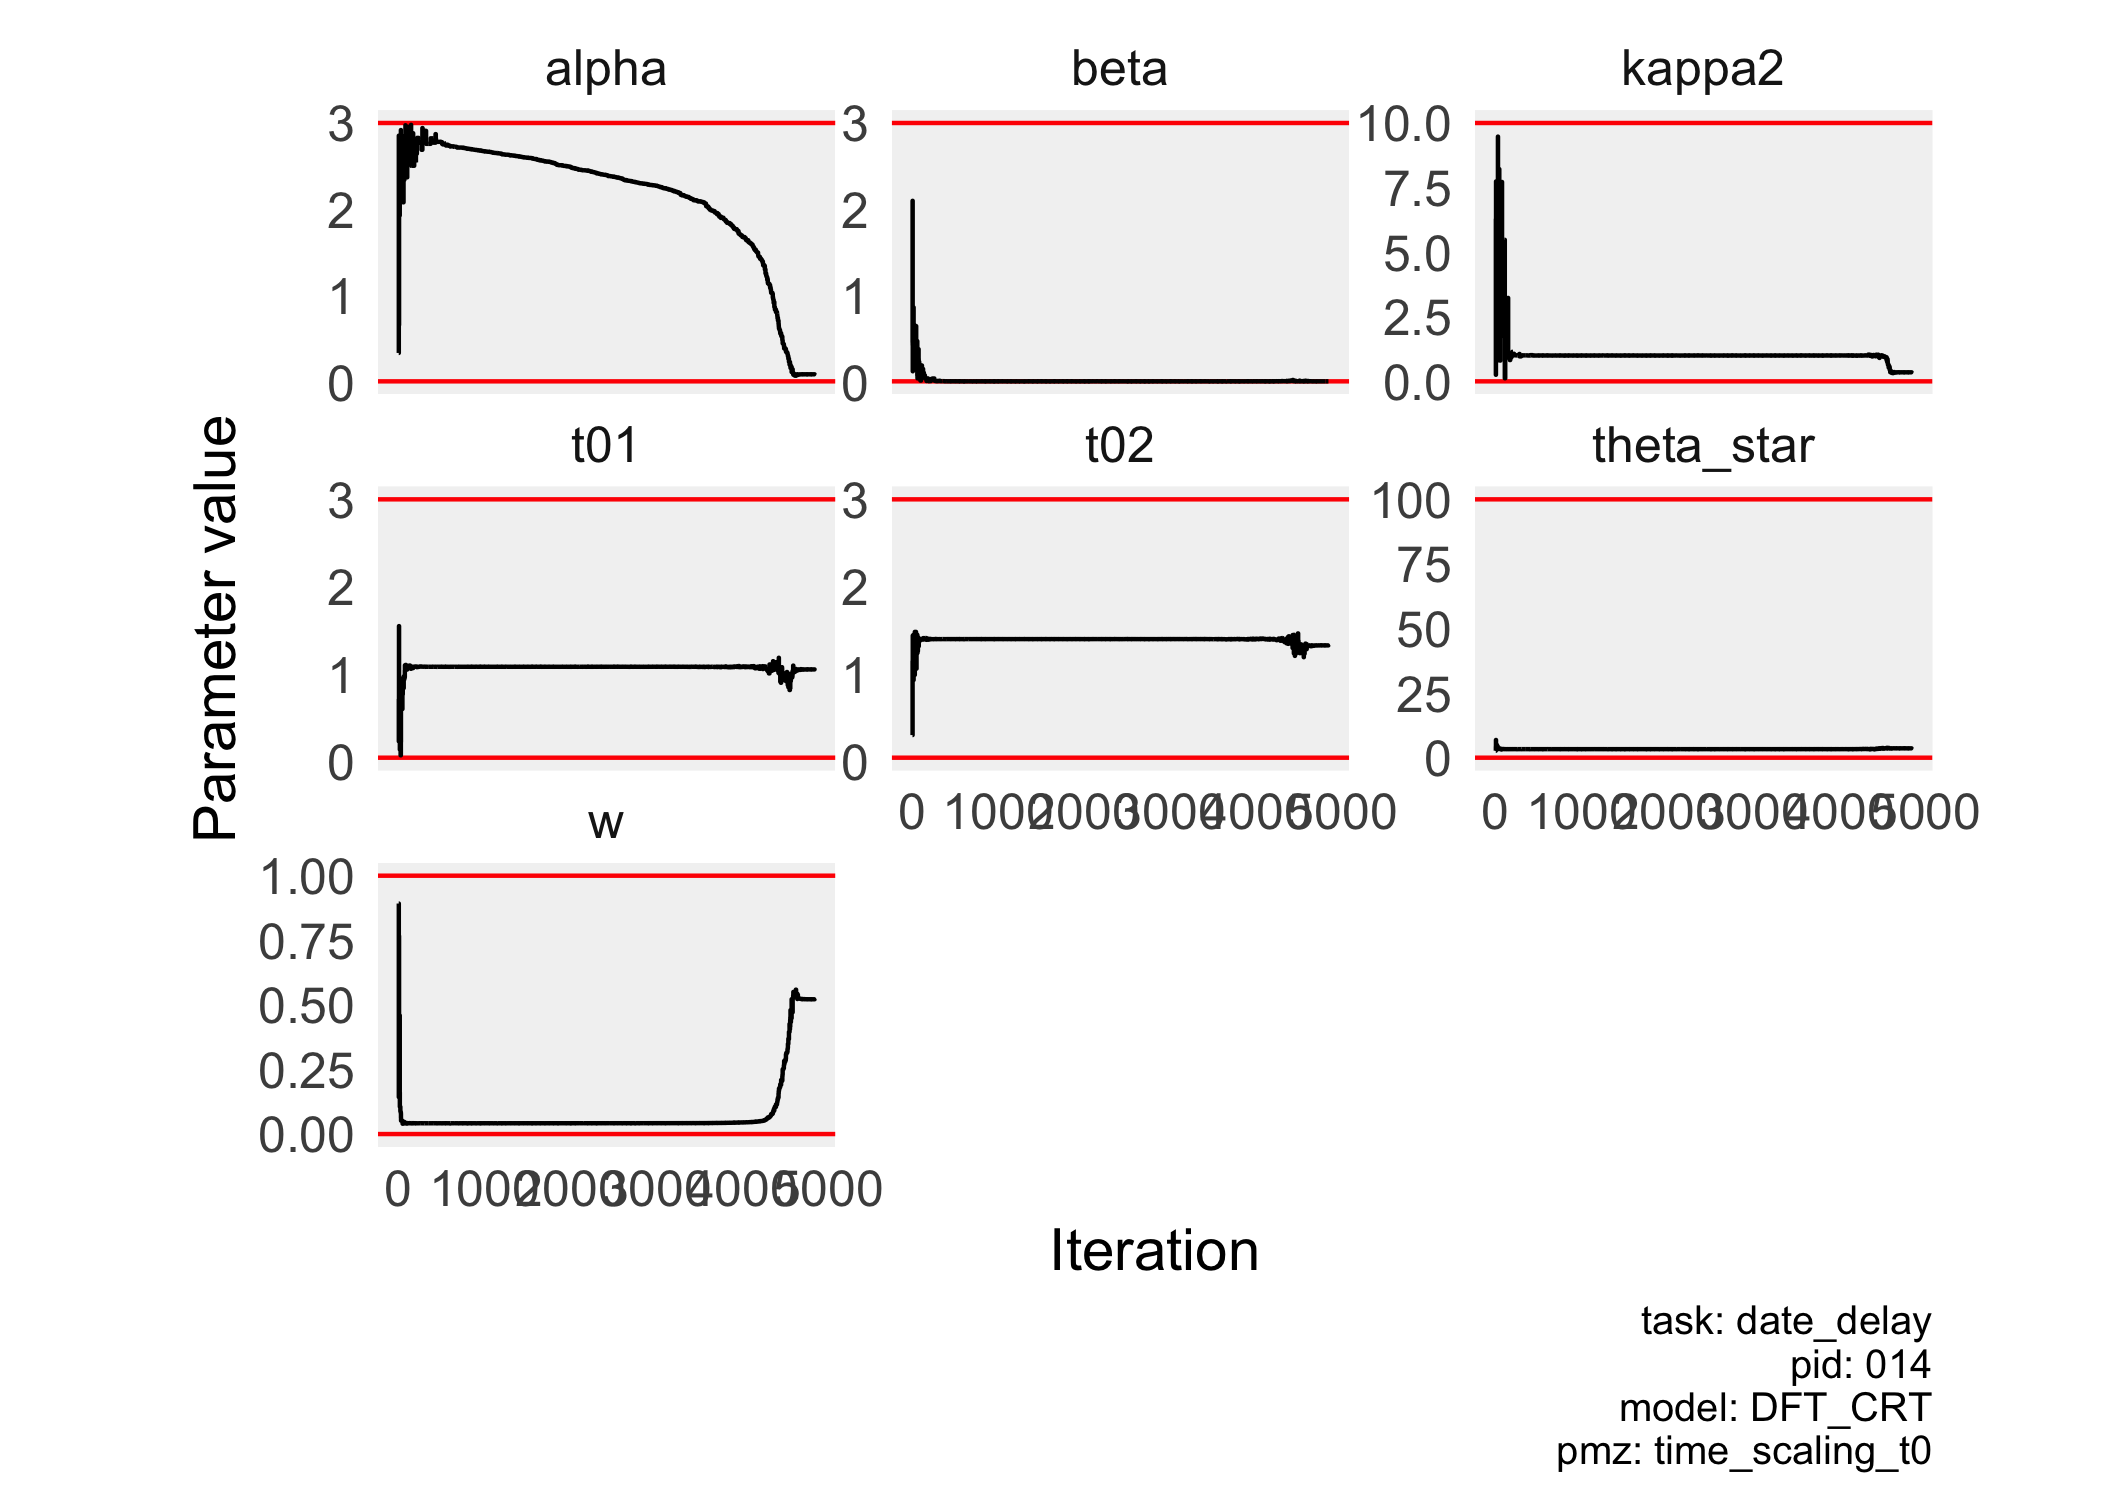 alpha
beta
kappa2
3
2
1
0
3
2
1
0
10.0
7.5
5.0
2.5
0.0
t01
t02
theta_star
3
2
1
0
3
2
1
0
100
75
50
25
0
0 1000 2000 3000 4000 5000
0 1000 2000 3000 4000 5000
w
1.00
0.75
0.50
0.25
0.00
0 1000 2000 3000 4000 5000
Parameter value
Iteration
task: date_delay
pid: 014
model: DFT_CRT
pmz: time_scaling_t0